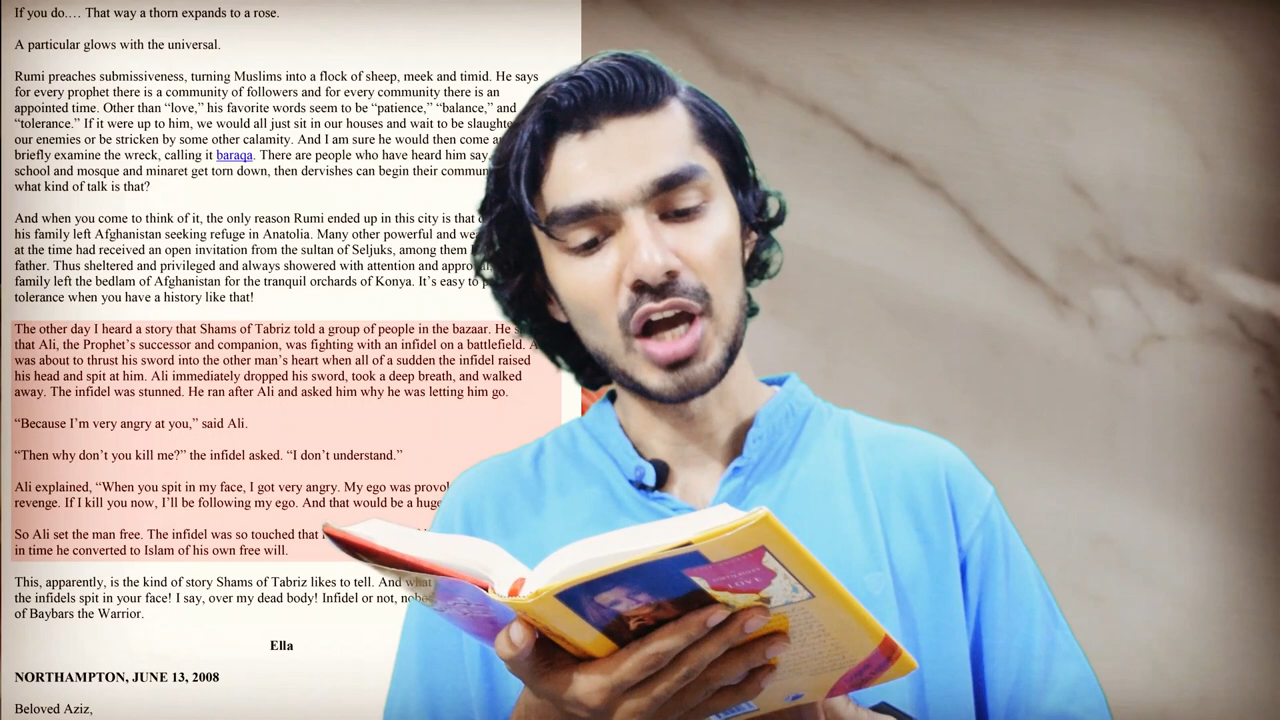 If you do.… That way a thorn expands to a rose.
A particular glows with the universal.
Rumi preaches submissiveness, turning Muslims into a flock of sheep, meek and timid. He says
for every prophet there is a community of followers and for every community there is an
appointed time. Other than “love,” his favorite words seem to be “patience,” “balance,” and
“tolerance.” If it were up to him, we would all just sit in our houses and wait to be
our enemies or be stricken by some other calamity. And I am sure he would then come
briefly examine the wreck, calling it baraqa. There are people who have heard him say
school and mosque and minaret get torn down, then dervishes can begin their
what kind of talk is that?
And when you come to think of it, the only reason Rumi ended up in this city is that
his family left Afghanistan seeking refuge in Anatolia. Many other powerful and
at the time had received an open invitation from the sultan of Seljuks, among them
father. Thus sheltered and privileged and always showered with attention and
family left the bedlam of Afghanistan for the tranquil orchards of Konya. It’s easy to
tolerance when you have a history like that!
The other day I heard a story that Shams of Tabriz told a group of people in the bazaar. He
that Ali, the Prophet’s successor and companion, was fighting with an infidel on a battlefield.
was about to thrust his sword into the other man’s heart when all of a sudden the infidel raised
his head and spit at him. Ali immediately dropped his sword, took a deep breath, and walked
away. The infidel was stunned. He ran after Ali and asked him why he was letting him go.
“Because I’m very angry at you,” said Ali.
“Then why don’t you kill me?” the infidel asked. “I don’t understand.”
Ali explained, “When you spit in my face, I got very angry. My ego was
revenge. If I kill you now, I’ll be following my ego. And that would be a huge
So Ali set the man free. The infidel was so touched that
in time he converted to Islam of his own free will.
This, apparently, is the kind of story Shams of Tabriz likes to tell. And what
the infidels spit in your face! I say, over my dead body! Infidel or not,
of Baybars the Warrior.
Ella
NORTHAMPTON, JUNE 13, 2008
Beloved Aziz,